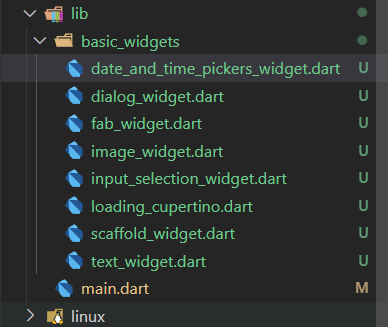 lib
basic_widgets
date_and_time_pickers_widget.dart U
dialog_widget.dart U
fab_widget.dart U
image_widget.dart U
input_selection_widget.dart U
loading_cupertino.dart U
scaffold_widget.dart U
text_widget.dart U
main.dart M
linux